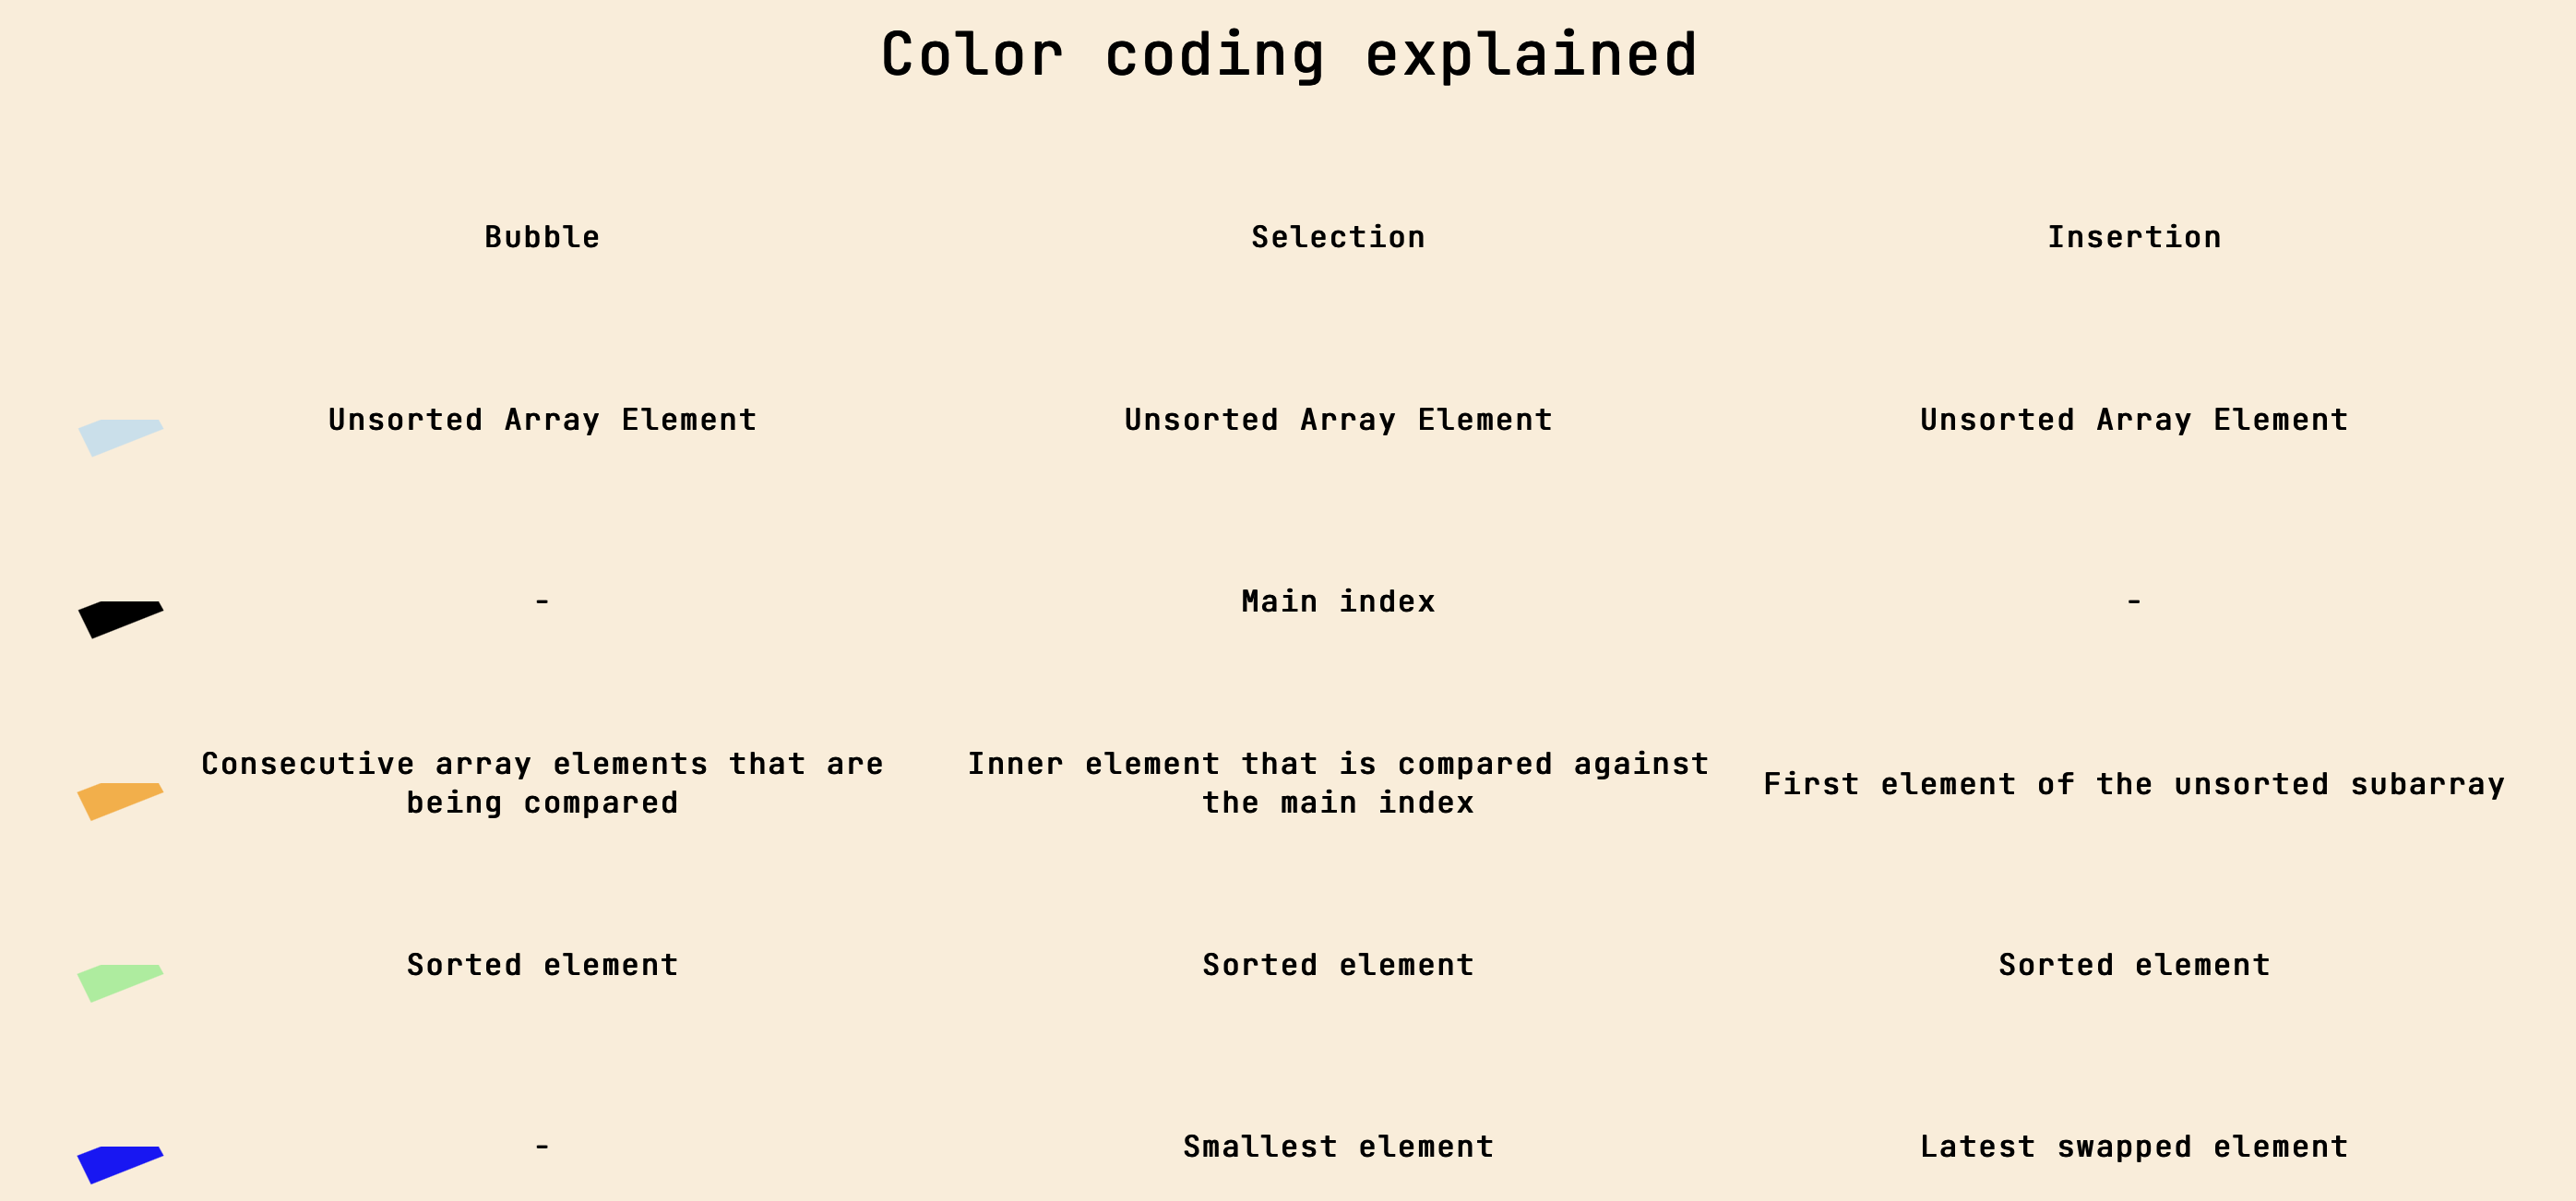 Color coding explained
Bubble
Selection
Insertion
Unsorted Array Element
Unsorted Array Element
Unsorted Array Element
-
Main index
-
Consecutive array elements that are
being compared
Inner element that is compared against
the main index
First element of the unsorted subarray
Sorted element
Sorted element
Sorted element
-
Smallest element
Latest swapped element